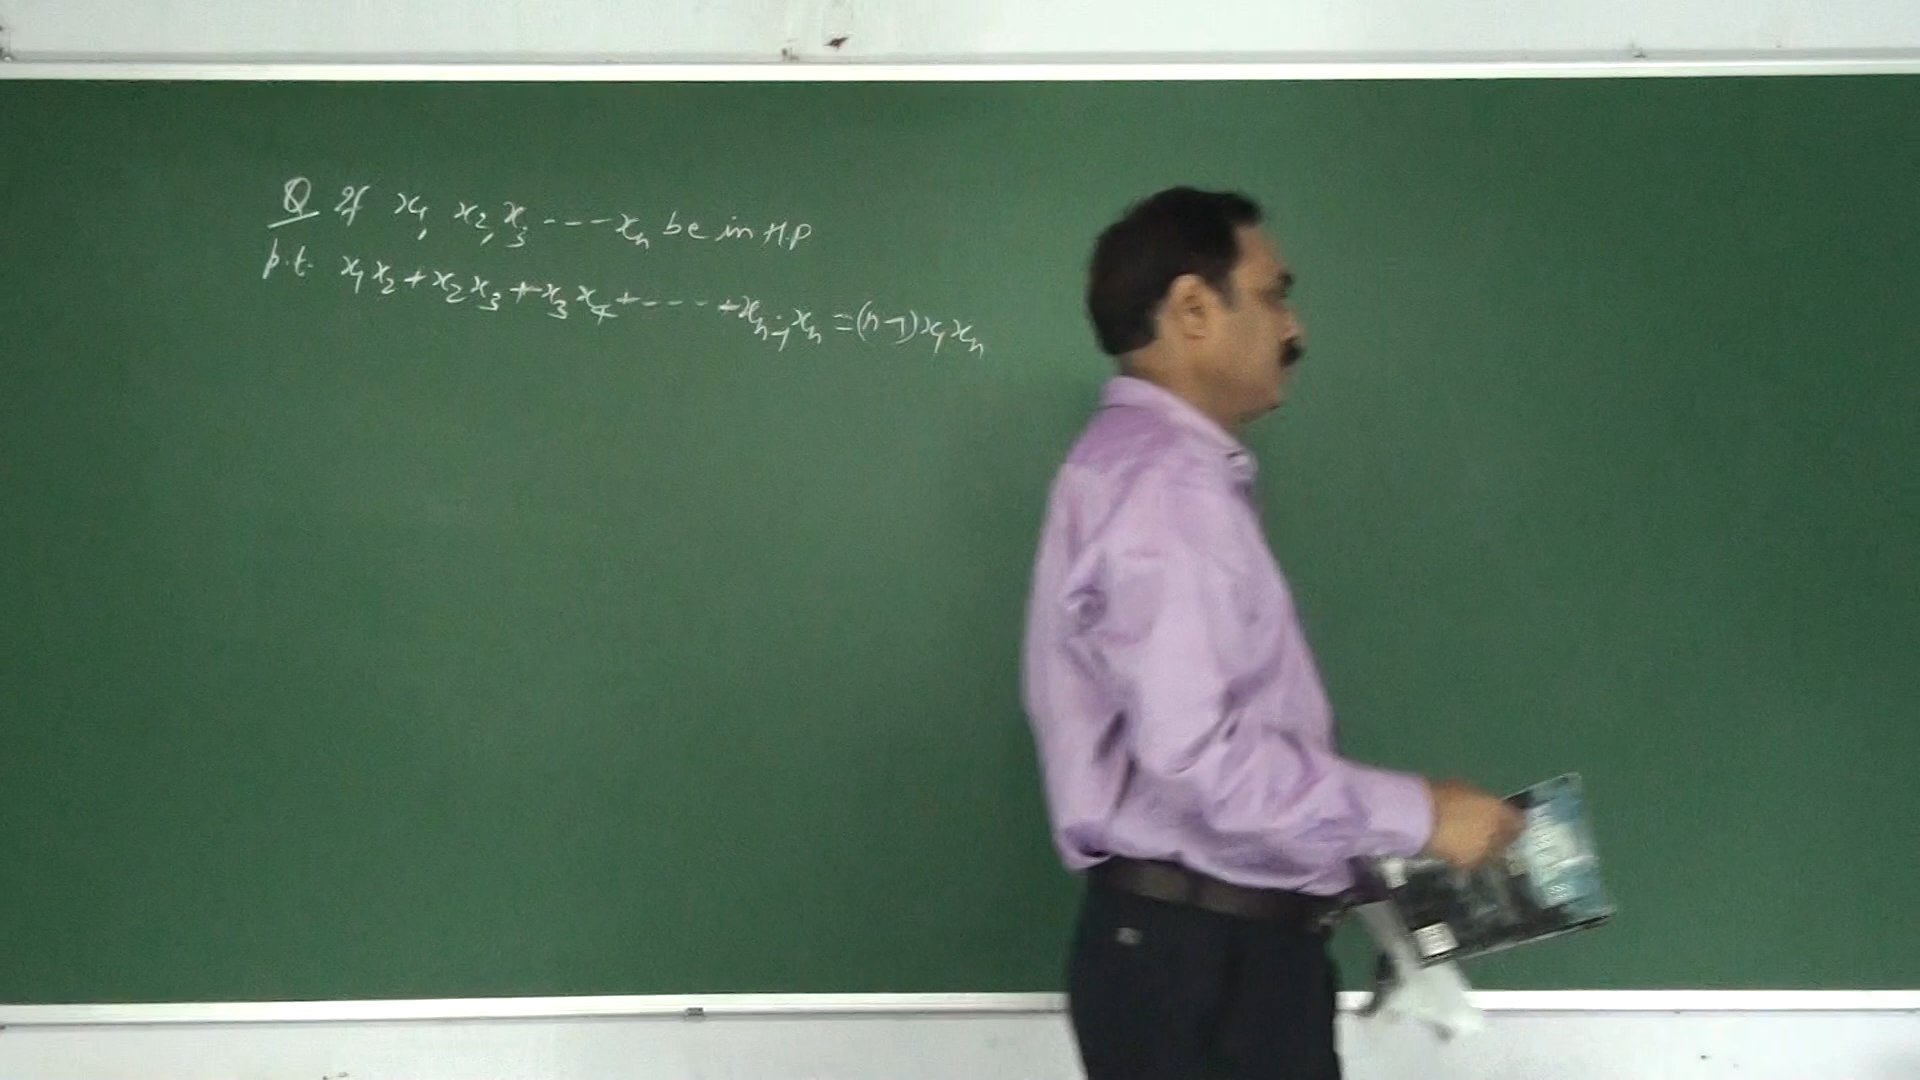 Q If x₁, x₂, x₃ ---- xₙ be in H.P
p.t. x₁x₂ + x₂x₃ + x₃x₄ + ---- + xₙ₋₁xₙ = (n-1)x₁xₙ